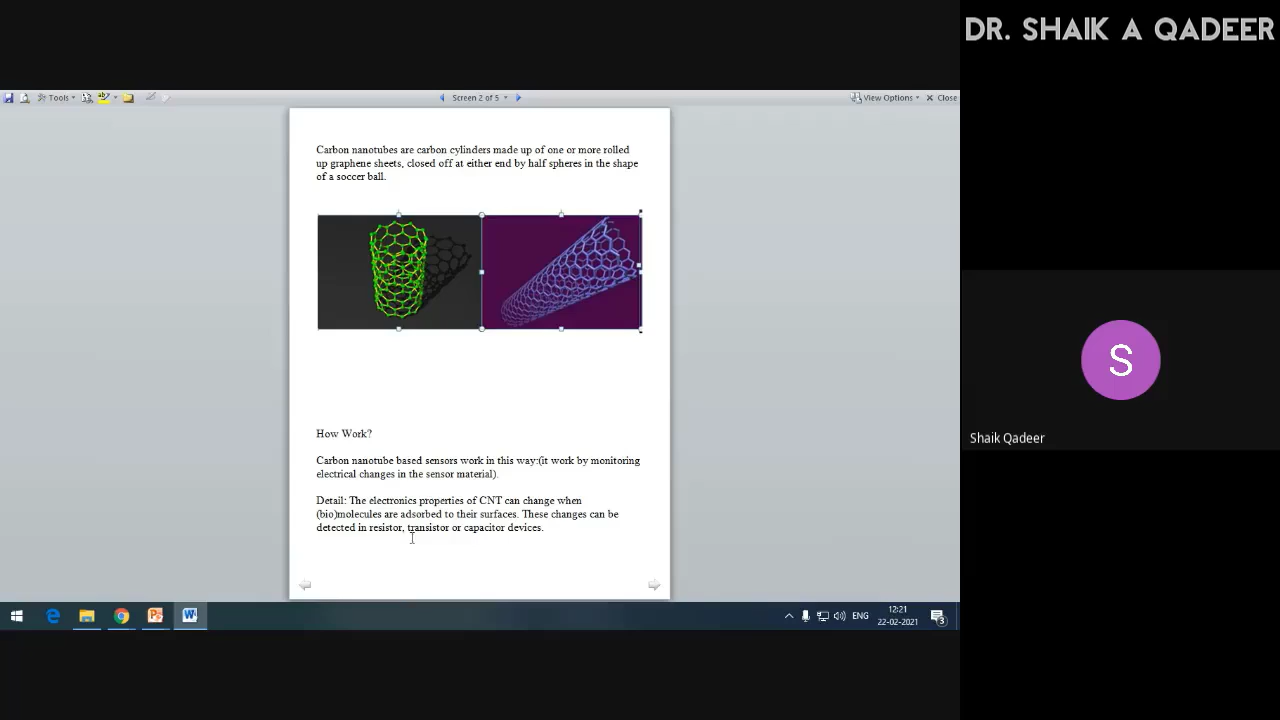 DR. SHAIK A QADEER
Tools
Screen 2 of 5
View Options
Close
Carbon nanotubes are carbon cylinders made up of one or more rolled
up graphene sheets, closed off at either end by half spheres in the shape
of a soccer ball.
How Work?
Carbon nanotube based sensors work in this way:(it work by monitoring
electrical changes in the sensor material).
Detail: The electronics properties of CNT can change when
(bio)molecules are adsorbed to their surfaces. These changes can be
detected in resistor, transistor or capacitor devices.
S
Shaik Qadeer
ENG
12:21
22-02-2021
3